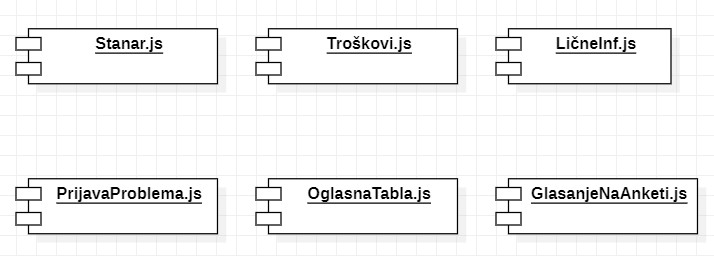 Stanar.js
Troškovi.js
LičneInf.js
PrijavaProblema.js
OglasnaTabla.js
GlasanjeNaAnketi.js